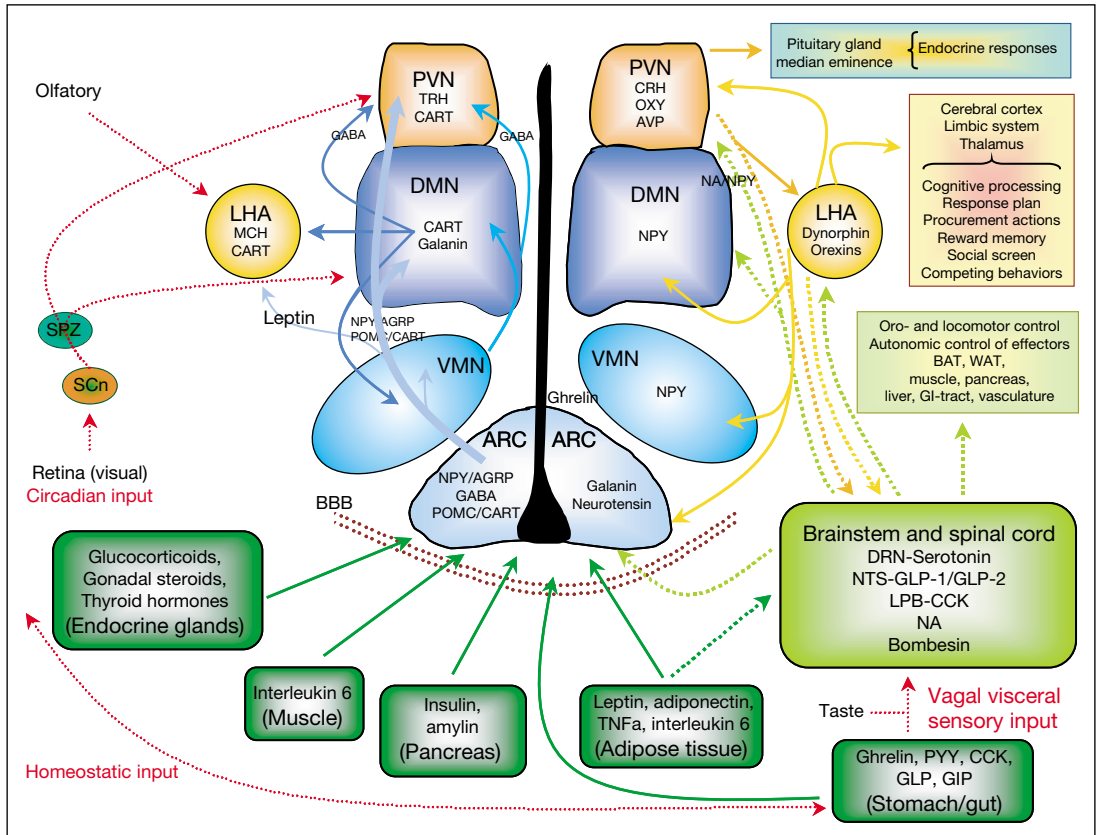 Olfatory
PVN
TRH
CART
GABA
GABA
DMN
CART
Galanin
LHA
MCH
CART
SPZ
SCn
Leptin
NPY/AGRP
POMC/CART
VMN
Retina (visual)
Circadian input
PVN
CRH
OXY
AVP
Pituitary gland
median eminence
Endocrine responses
NA/NPY
DMN
NPY
LHA
Dynorphin
Orexins
Cerebral cortex
Limbic system
Thalamus
Cognitive processing
Response plan
Procurement actions
Reward memory
Social screen
Competing behaviors
Oro- and locomotor control
Autonomic control of effectors
BAT, WAT,
muscle, pancreas,
liver, GI-tract, vasculature
VMN
NPY
Ghrelin
ARC
ARC
NPY/AGRP
GABA
POMC/CART
Galanin
Neurotensin
BBB
Glucocorticoids,
Gonadal steroids,
Thyroid hormones
(Endocrine glands)
Interleukin 6
(Muscle)
Insulin,
amylin
(Pancreas)
Leptin, adiponectin,
TNFa, interleukin 6
(Adipose tissue)
Brainstem and spinal cord
DRN-Serotonin
NTS-GLP-1/GLP-2
LPB-CCK
NA
Bombesin
Taste
Vagal visceral
sensory input
Ghrelin, PYY, CCK,
GLP, GIP
(Stomach/gut)
Homeostatic input